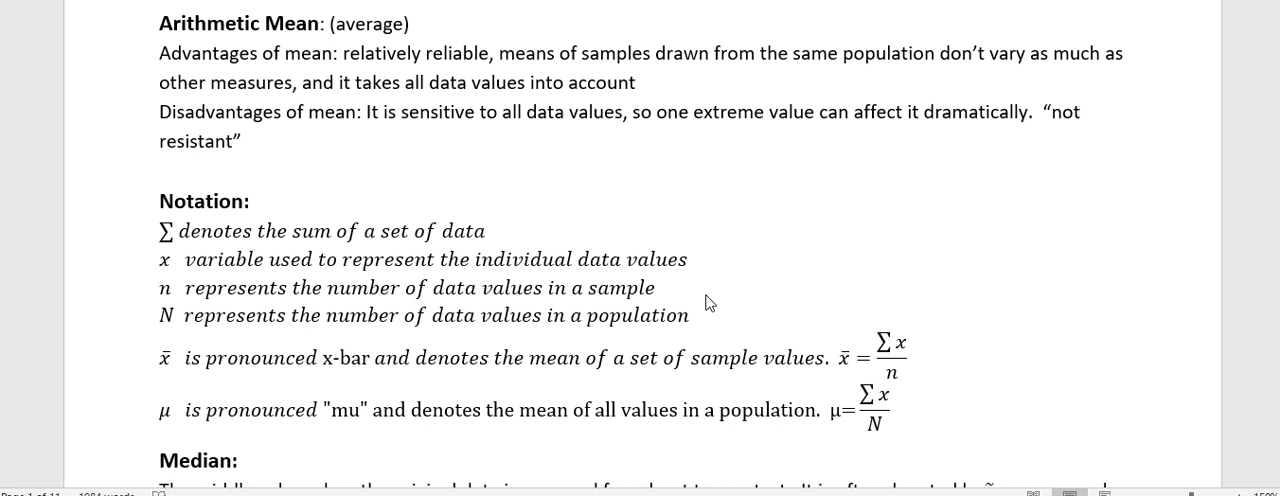 Arithmetic Mean: (average)
Advantages of mean: relatively reliable, means of samples drawn from the same population don’t vary as much as
other measures, and it takes all data values into account
Disadvantages of mean: It is sensitive to all data values, so one extreme value can affect it dramatically.  “not
resistant”
Notation:
∑ denotes the sum of a set of data
x variable used to represent the individual data values
n represents the number of data values in a sample
N represents the number of data values in a population
x̄ is pronounced x-bar and denotes the mean of a set of sample values. x̄ = ∑x/n
μ is pronounced "mu" and denotes the mean of all values in a population. μ= ∑x/N
Median: